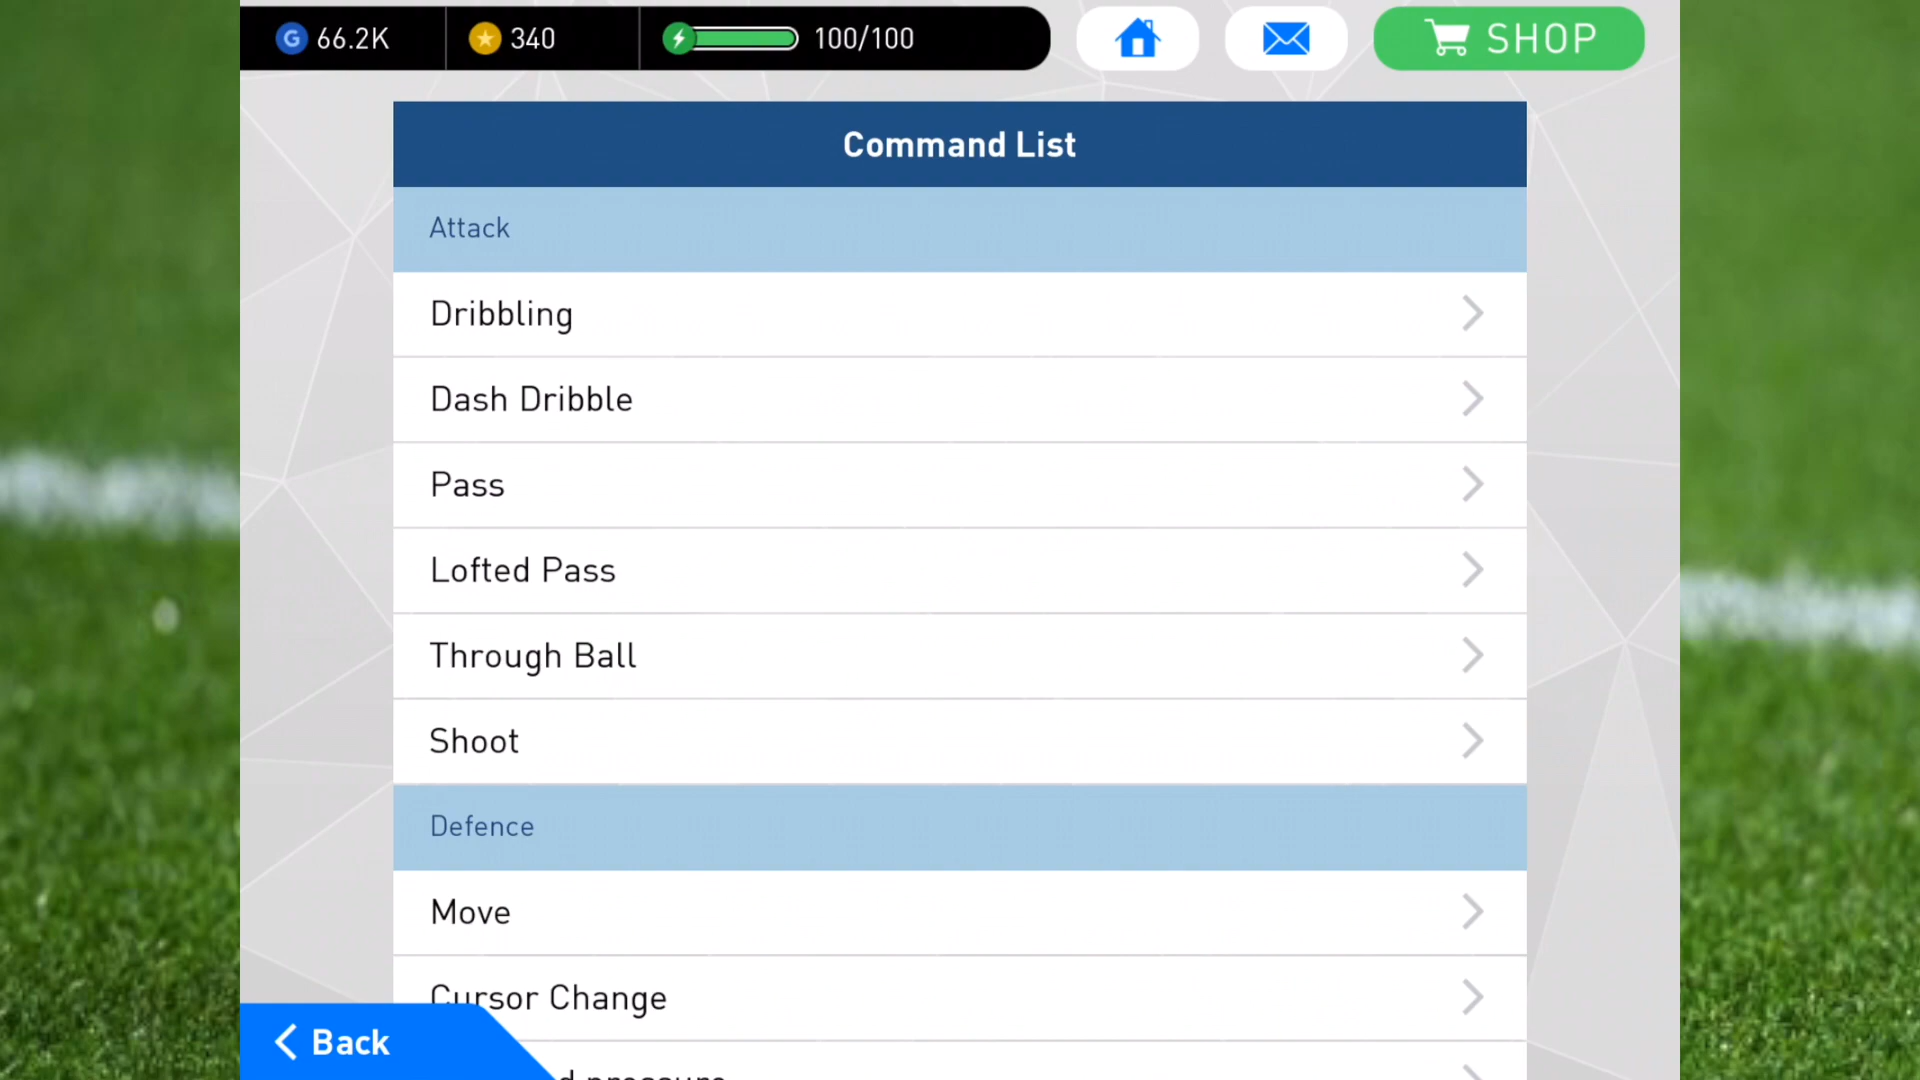 G 66.2K 340 100/100 SHOP
Command List
Attack
Dribbling
Dash Dribble
Pass
Lofted Pass
Through Ball
Shoot
Defence
Move
Cursor Change
Back
pressure